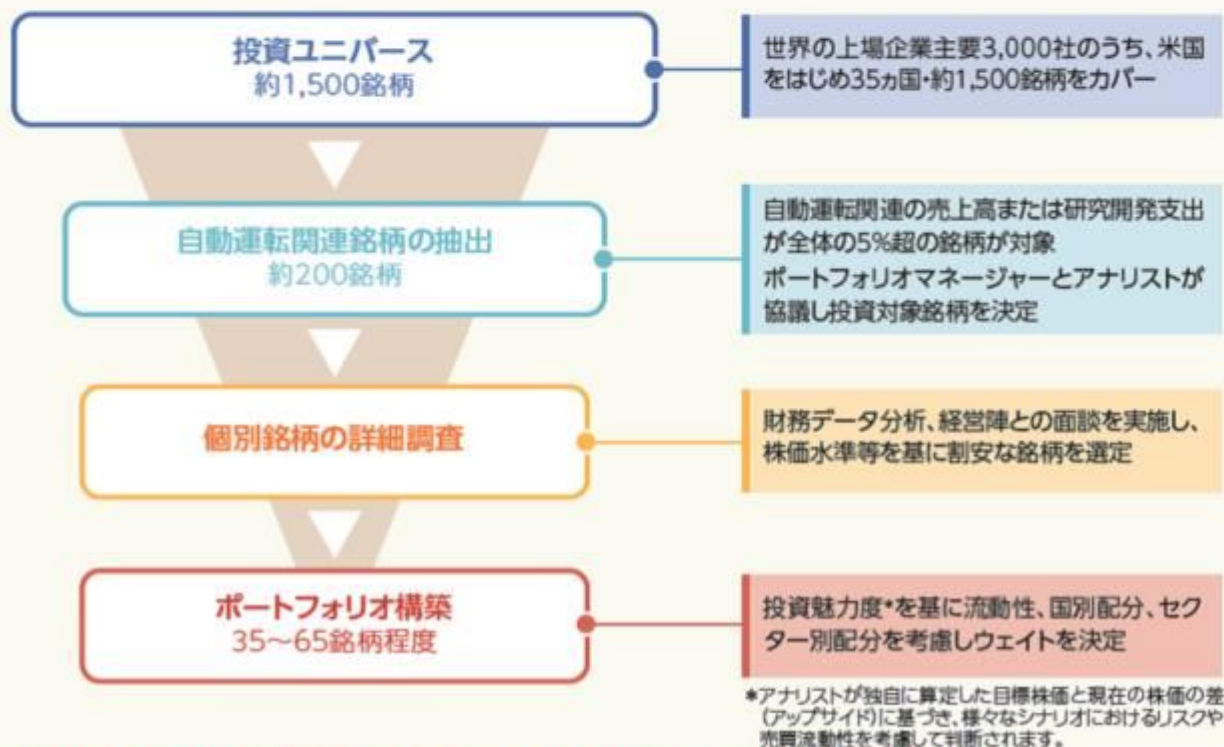 投資ユニバース
約1,500銘柄
世界の上場企業主要3,000社のうち、米国
をはじめ35ヵ国・約1,500銘柄をカバー
自動運転関連銘柄の抽出
約200銘柄
自動運転関連の売上高または研究開発支出
が全体の5%超の銘柄が対象
ポートフォリオマネージャーとアナリストが
協議し投資対象銘柄を決定
個別銘柄の詳細調査
財務データ分析、経営陣との面談を実施し、
株価水準等を基に割安な銘柄を選定
ポートフォリオ構築
35～65銘柄程度
投資魅力度*を基に流動性、国別配分、セク
ター別配分を考慮しウェイトを決定
*アナリストが独自に算定した目標株価と現在の株価の差
(アップサイド)に基づき、様々なシナリオにおけるリスクや
売買流動性を考慮して判断されます。